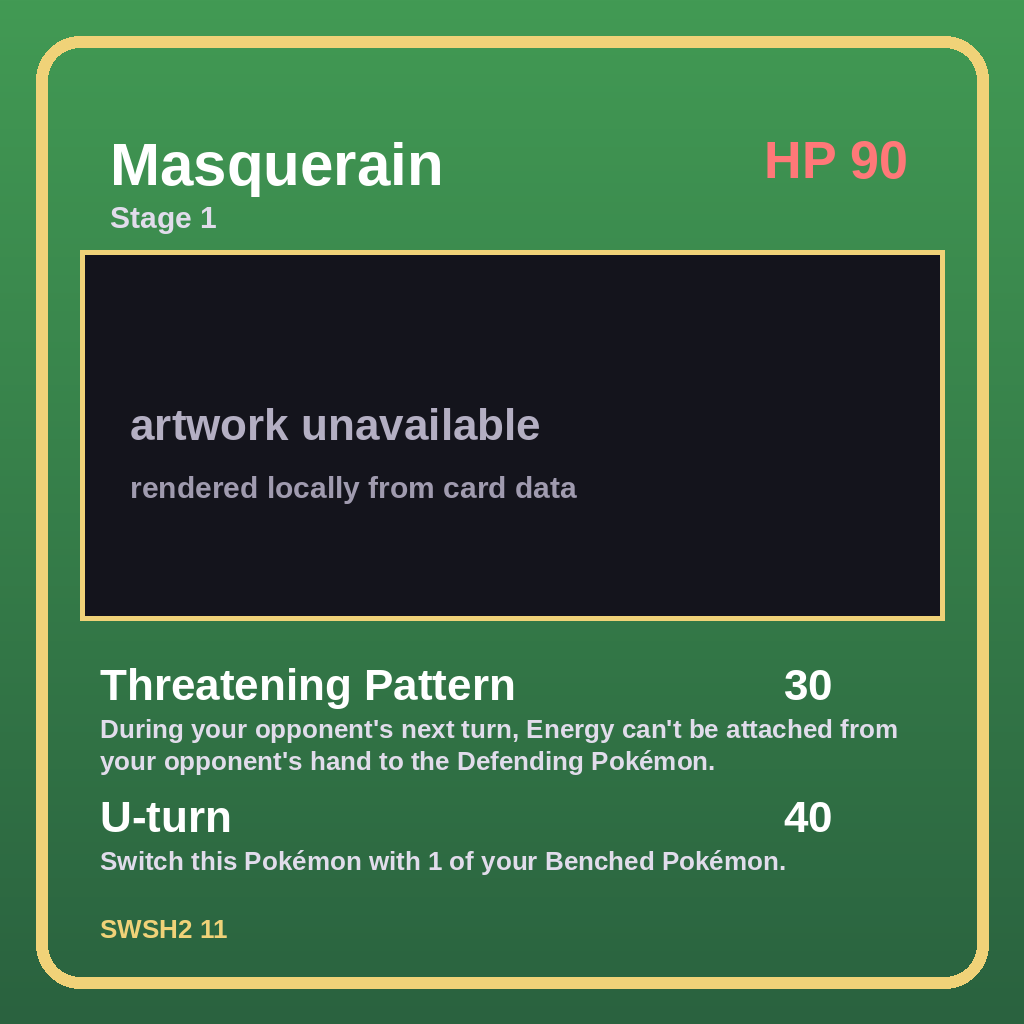 Masquerain
HP 90
Stage 1
artwork unavailable
rendered locally from card data
Threatening Pattern 30
During your opponent's next turn, Energy can't be attached from
your opponent's hand to the Defending Pokémon.
U-turn 40
Switch this Pokémon with 1 of your Benched Pokémon.
SWSH2 11